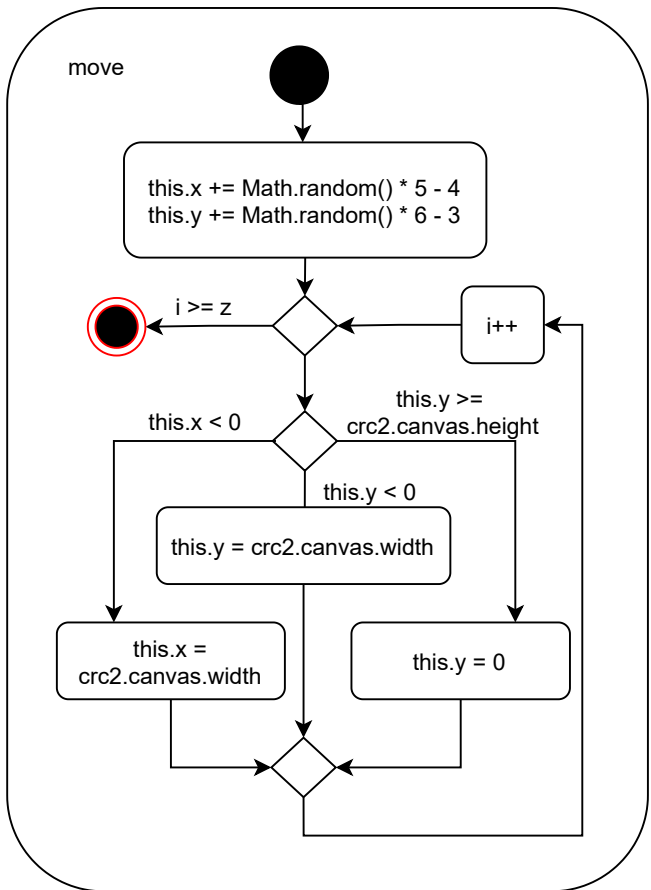 move
this.x += Math.random() * 5 - 4
this.y += Math.random() * 6 - 3
i >= z
i++
this.x < 0
this.y >=
crc2.canvas.height
this.y < 0
this.y = crc2.canvas.width
this.x =
crc2.canvas.width
this.y = 0